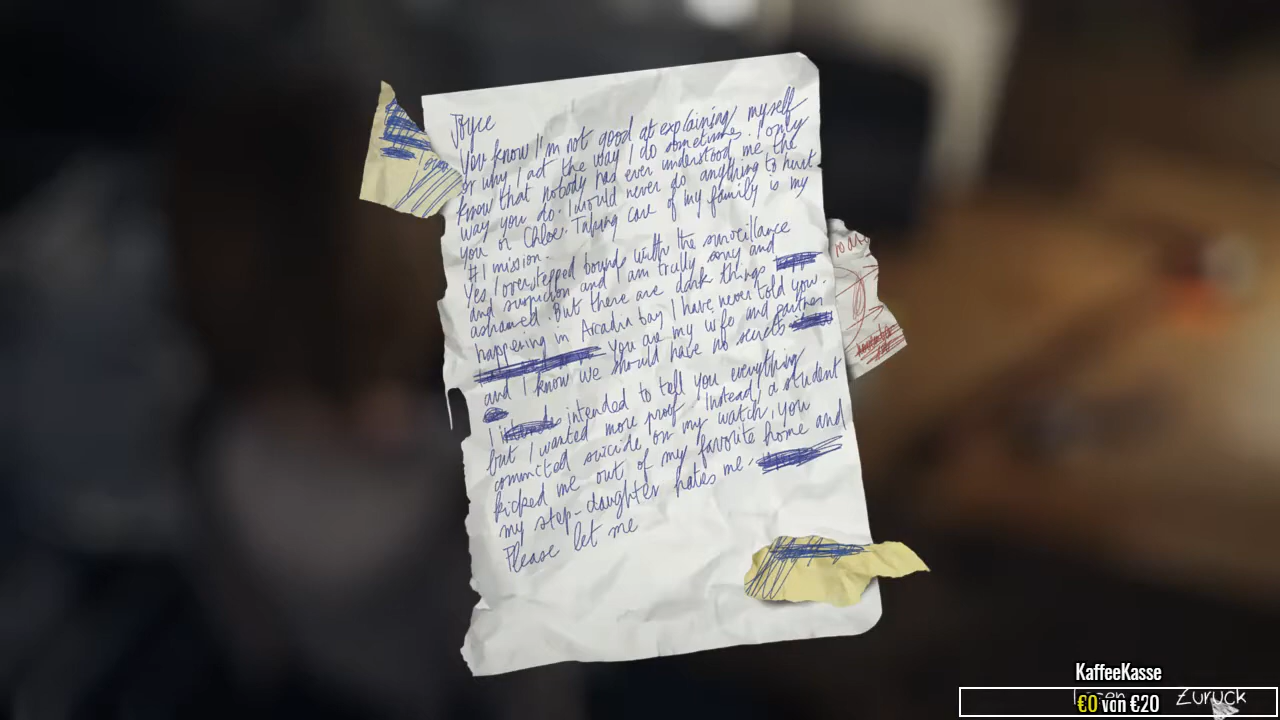 Joyce
You know I'm not good at explaining myself
or why I act the way I do sometimes. I only
know that nobody has ever understood me the
way you do. I would never do anything to hurt
you or Chloe. Taking care of my family is my
#1 mission.
Yes I overstepped bounds with the surveillance
and suspicion and I am trully sorry and
ashamed. But there are dark things
happening in Arcadia bay I have never told you.
You are my wife and partner
and I know we should have no secrets
I intended to tell you everything
but I wanted more proof. Instead, a student
committed suicide on my watch, you
kicked me out of my favorite home and
my step-daughter hates me.
Please let me
KaffeeKasse
€0 von €20
Lesen
Zurück